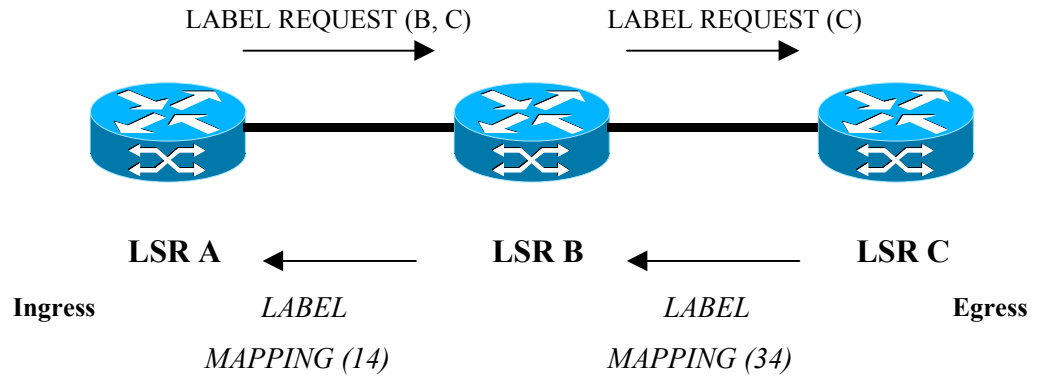 LABEL REQUEST (B, C)
LABEL REQUEST (C)
LSR A
LSR B
LSR C
Ingress
LABEL
MAPPING (14)
LABEL
MAPPING (34)
Egress